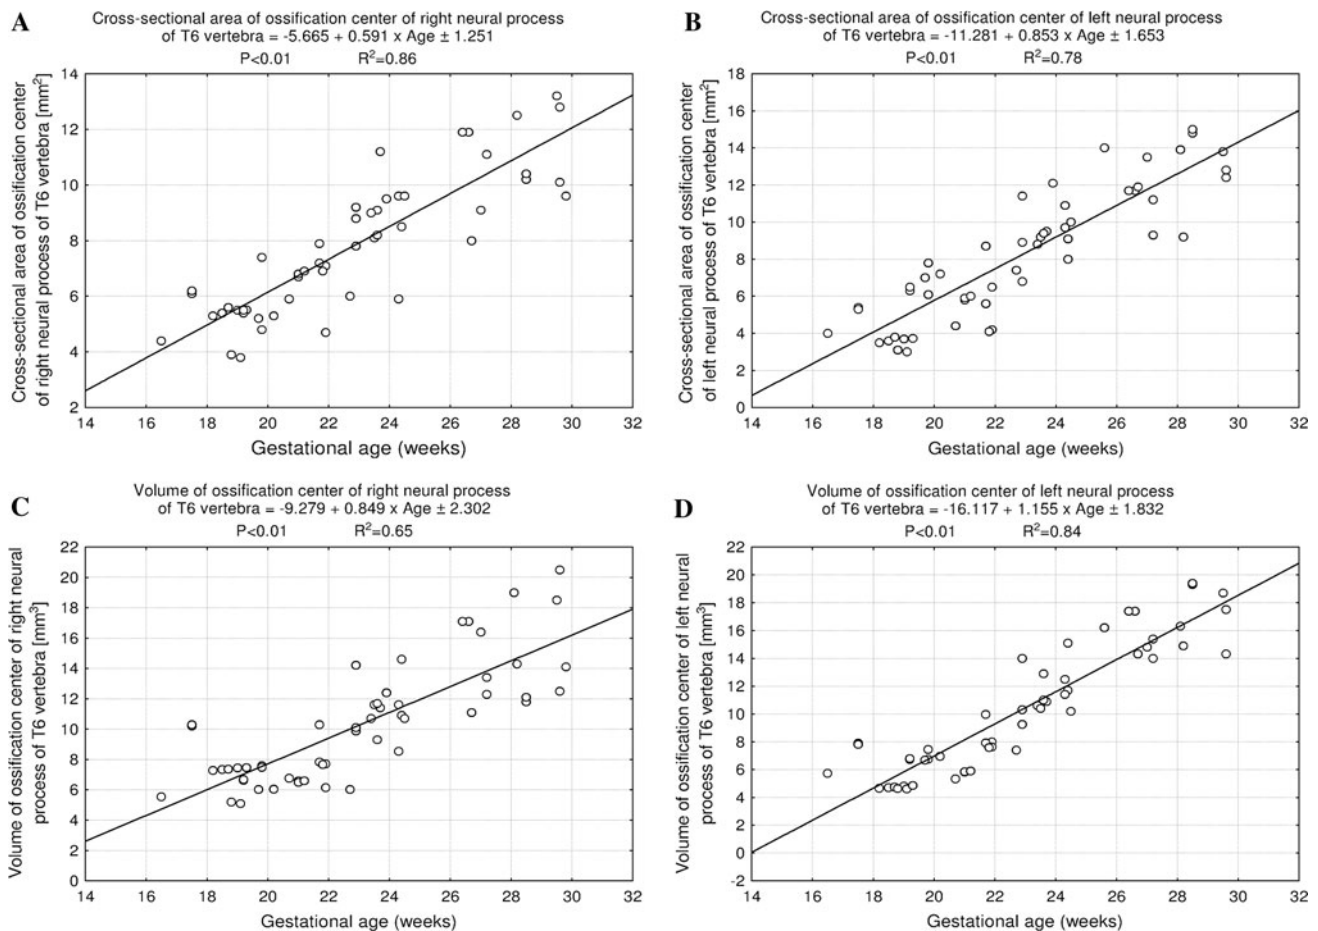 A
Cross-sectional area of ossification center of right neural process
of T6 vertebra = -5.665 + 0.591 x Age ± 1.251
P<0.01 R²=0.86
Cross-sectional area of ossification center
of right neural process of T6 vertebra [mm²]
14
12
10
8
6
4
2
14 16 18 20 22 24 26 28 30 32
Gestational age (weeks)
B
Cross-sectional area of ossification center of left neural process
of T6 vertebra = -11.281 + 0.853 x Age ± 1.653
P<0.01 R²=0.78
Cross-sectional area of ossification center
of left neural process of T6 vertebra [mm²]
18
16
14
12
10
8
6
4
2
0
14 16 18 20 22 24 26 28 30 32
Gestational age (weeks)
C
Volume of ossification center of right neural process
of T6 vertebra = -9.279 + 0.849 x Age ± 2.302
P<0.01 R²=0.65
Volume of ossification center of right neural
process of T6 vertebra [mm³]
22
20
18
16
14
12
10
8
6
4
2
0
14 16 18 20 22 24 26 28 30 32
Gestational age (weeks)
D
Volume of ossification center of left neural process
of T6 vertebra = -16.117 + 1.155 x Age ± 1.832
P<0.01 R²=0.84
Volume of ossification center of left neural
process of T6 vertebra [mm³]
22
20
18
16
14
12
10
8
6
4
2
0
-2
14 16 18 20 22 24 26 28 30 32
Gestational age (weeks)